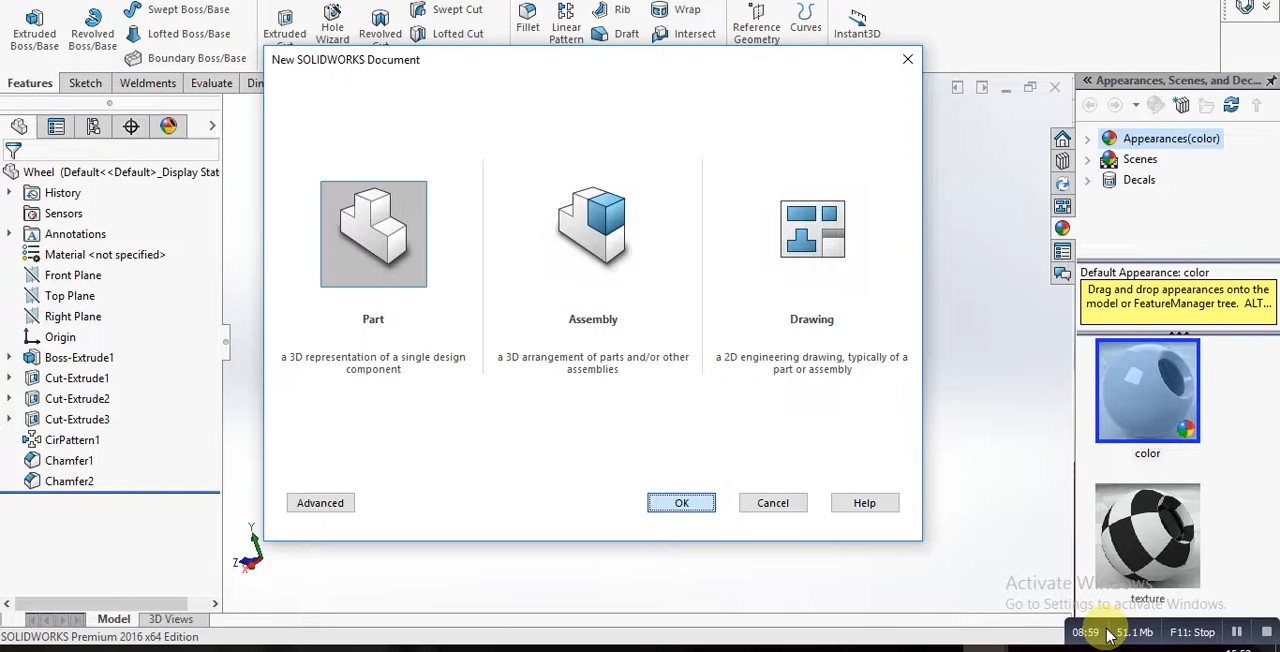 Extruded Boss/Base
Revolved Boss/Base
Swept Boss/Base
Lofted Boss/Base
Boundary Boss/Base
Extruded
Hole Wizard
Revolved
Swept Cut
Lofted Cut
Fillet
Linear Pattern
Rib
Draft
Wrap
Intersect
Reference Geometry
Curves
Instant3D
Features
Sketch
Weldments
Evaluate
New SOLIDWORKS Document
Part
a 3D representation of a single design
component
Assembly
a 3D arrangement of parts and/or other
assemblies
Drawing
a 2D engineering drawing, typically of a
part or assembly
Advanced
OK
Cancel
Help
Wheel (Default<<Default>_Display Stat
History
Sensors
Annotations
Material <not specified>
Front Plane
Top Plane
Right Plane
Origin
Boss-Extrude1
Cut-Extrude1
Cut-Extrude2
Cut-Extrude3
CirPattern1
Chamfer1
Chamfer2
Y
Z
X
Appearances, Scenes, and Dec...
Appearances(color)
Scenes
Decals
Default Appearance: color
Drag and drop appearances onto the
model or FeatureManager tree. ALT...
color
texture
Activate Windows
Go to Settings to activate Windows.
Model
3D Views
SOLIDWORKS Premium 2016 x64 Edition
08:59
51.1Mb
F11: Stop